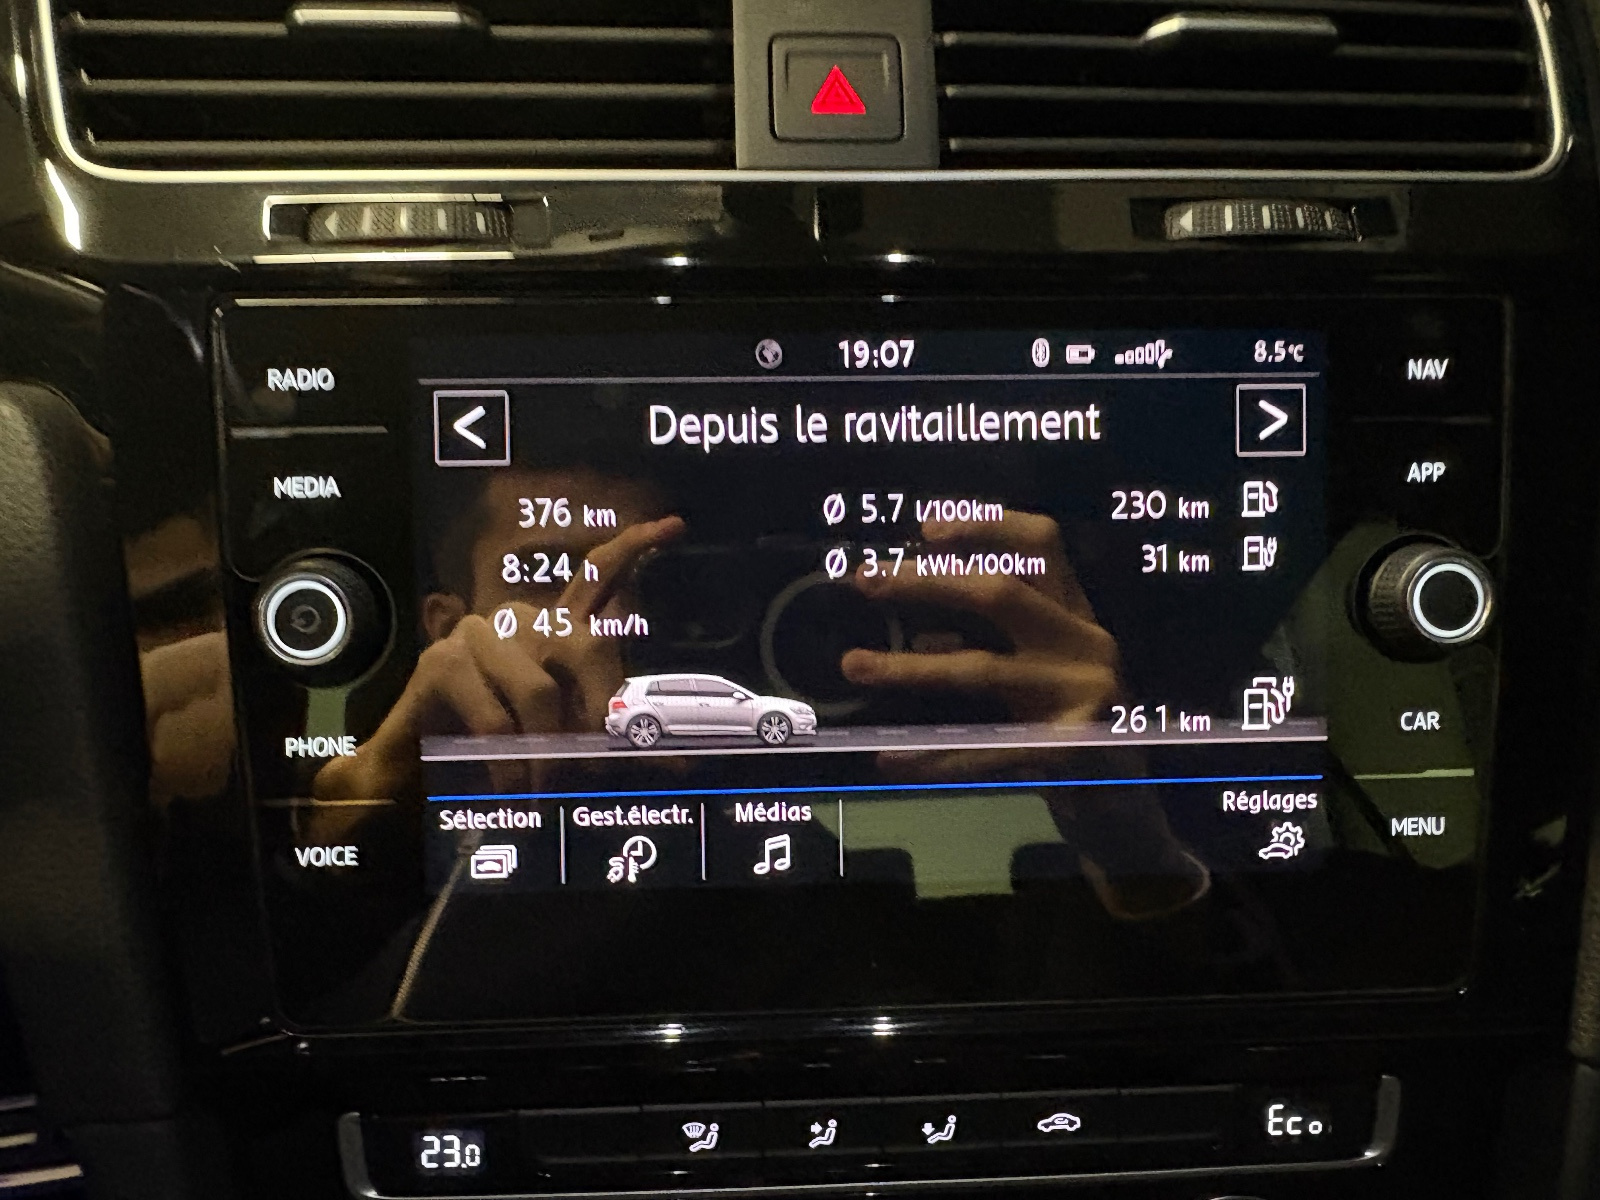 RADIO
MEDIA
PHONE
VOICE
19:07
8,5°C
Depuis le ravitaillement
376 km
8:24 h
Ø 45 km/h
Ø 5.7 l/100km
Ø 3.7 kWh/100km
230 km
31 km
261 km
Sélection
Gest.électr.
Médias
Réglages
NAV
APP
CAR
MENU
23.0
Eco